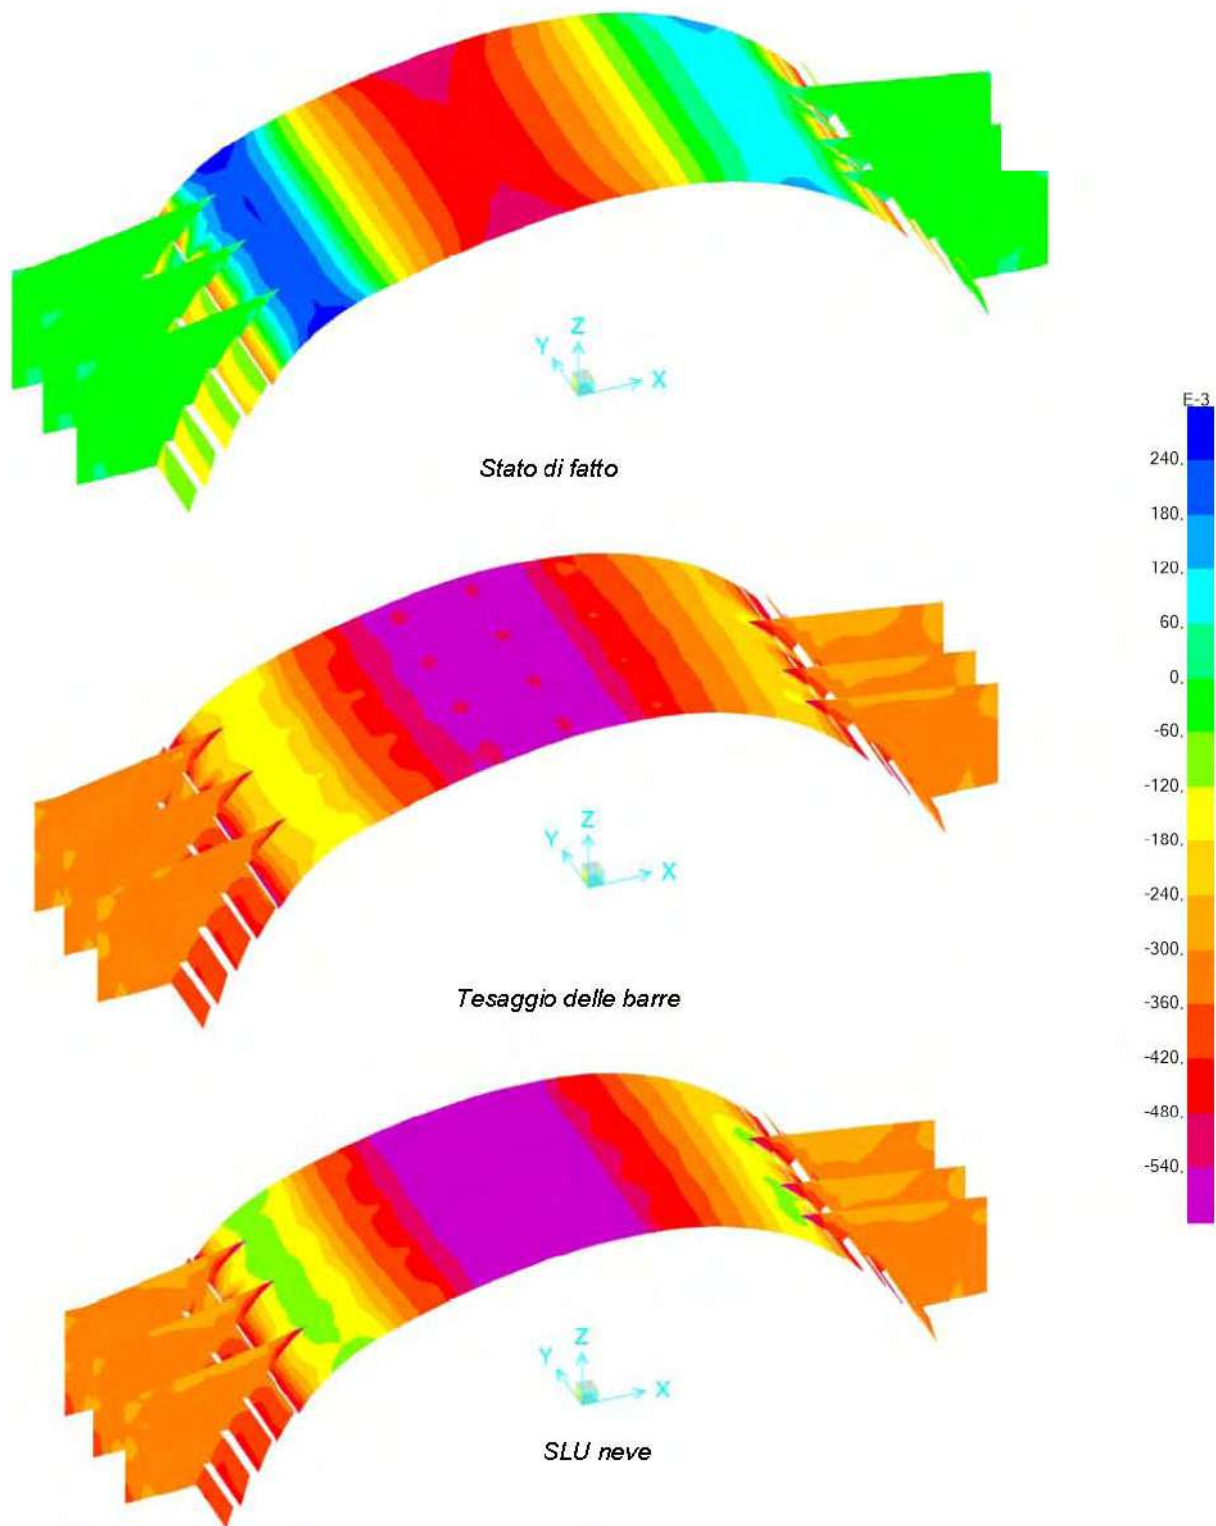 Z
Y
X
Stato di fatto
E-3
240.
180.
120.
60.
0.
-60.
-120.
-180.
-240.
-300.
-360.
-420.
-480.
-540.
Z
Y
X
Tesaggio delle barre
Z
Y
X
SLU neve